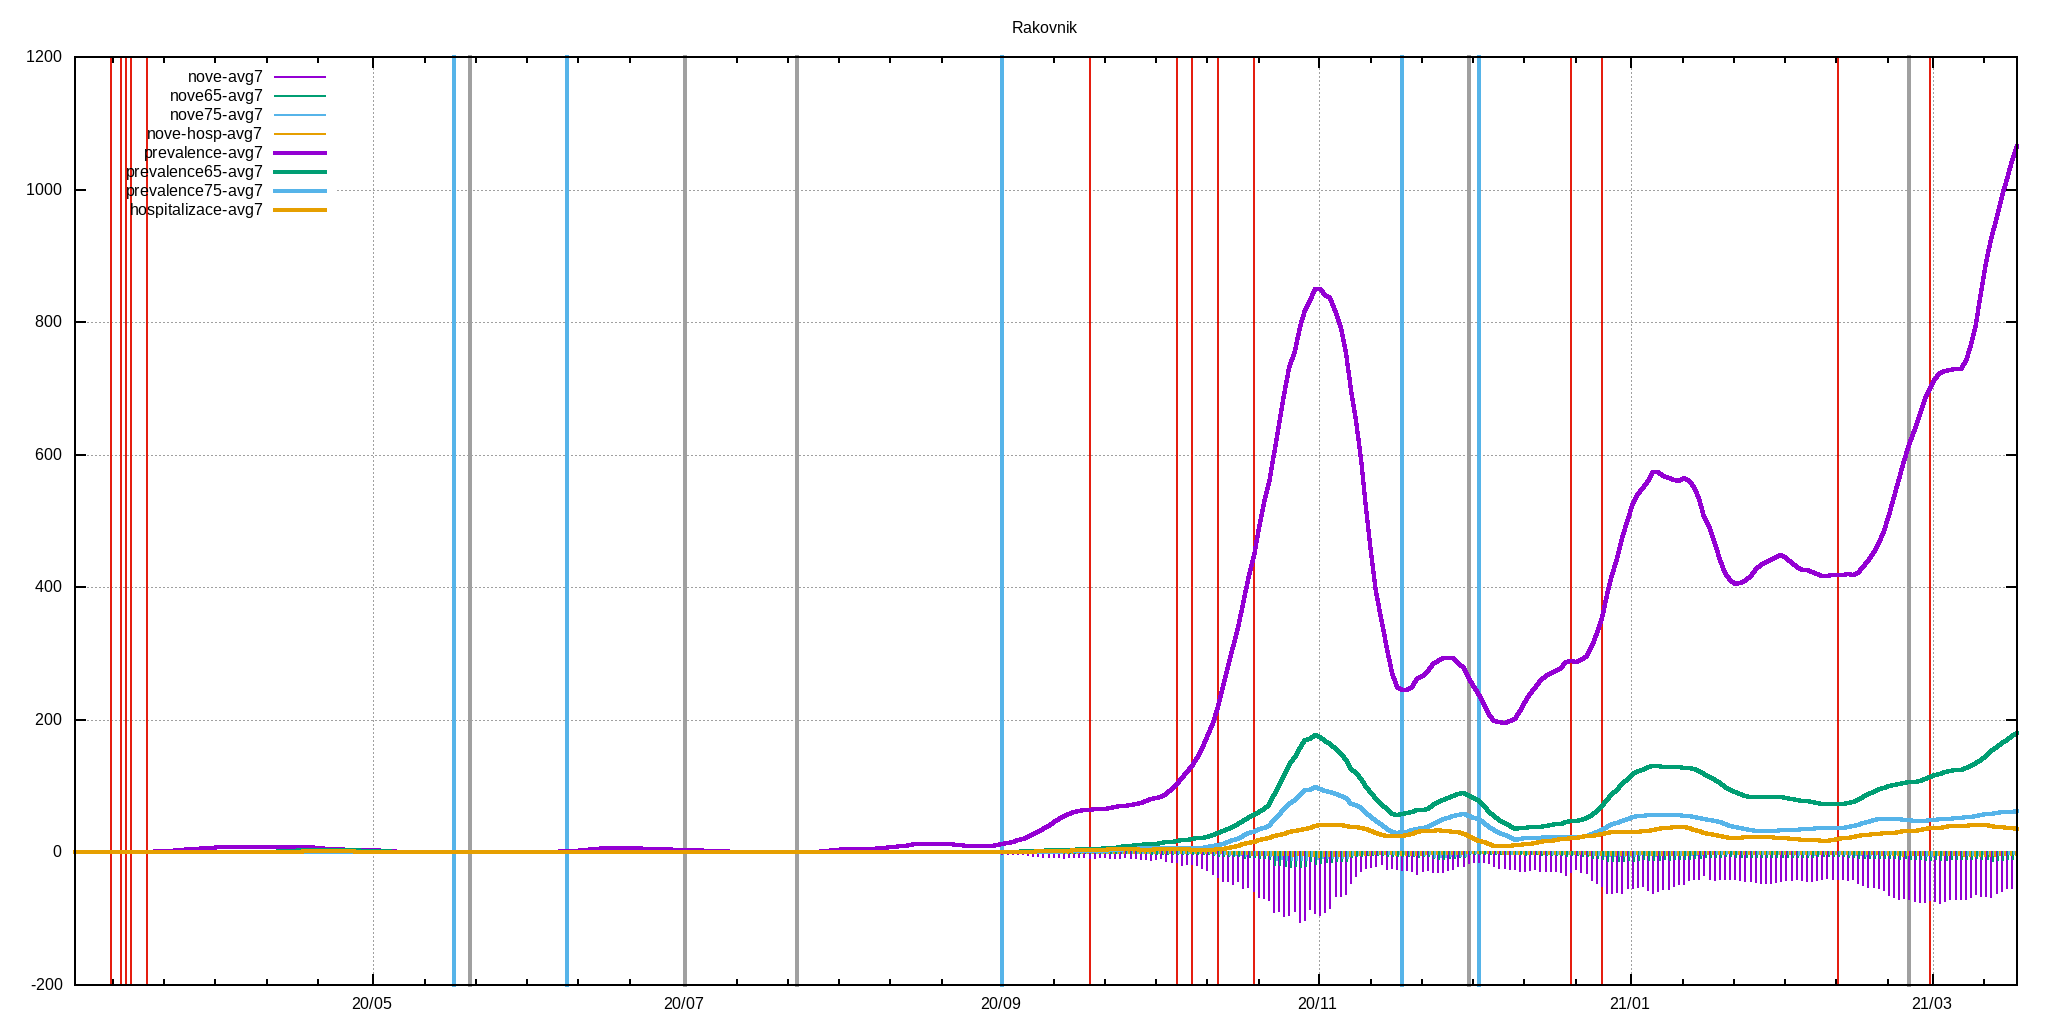 Rakovnik
1200
1000
800
600
400
200
0
-200
nove-avg7
nove65-avg7
nove75-avg7
nove-hosp-avg7
prevalence-avg7
prevalence65-avg7
prevalence75-avg7
hospitalizace-avg7
20/05 20/07 20/09 20/11 21/01 21/03